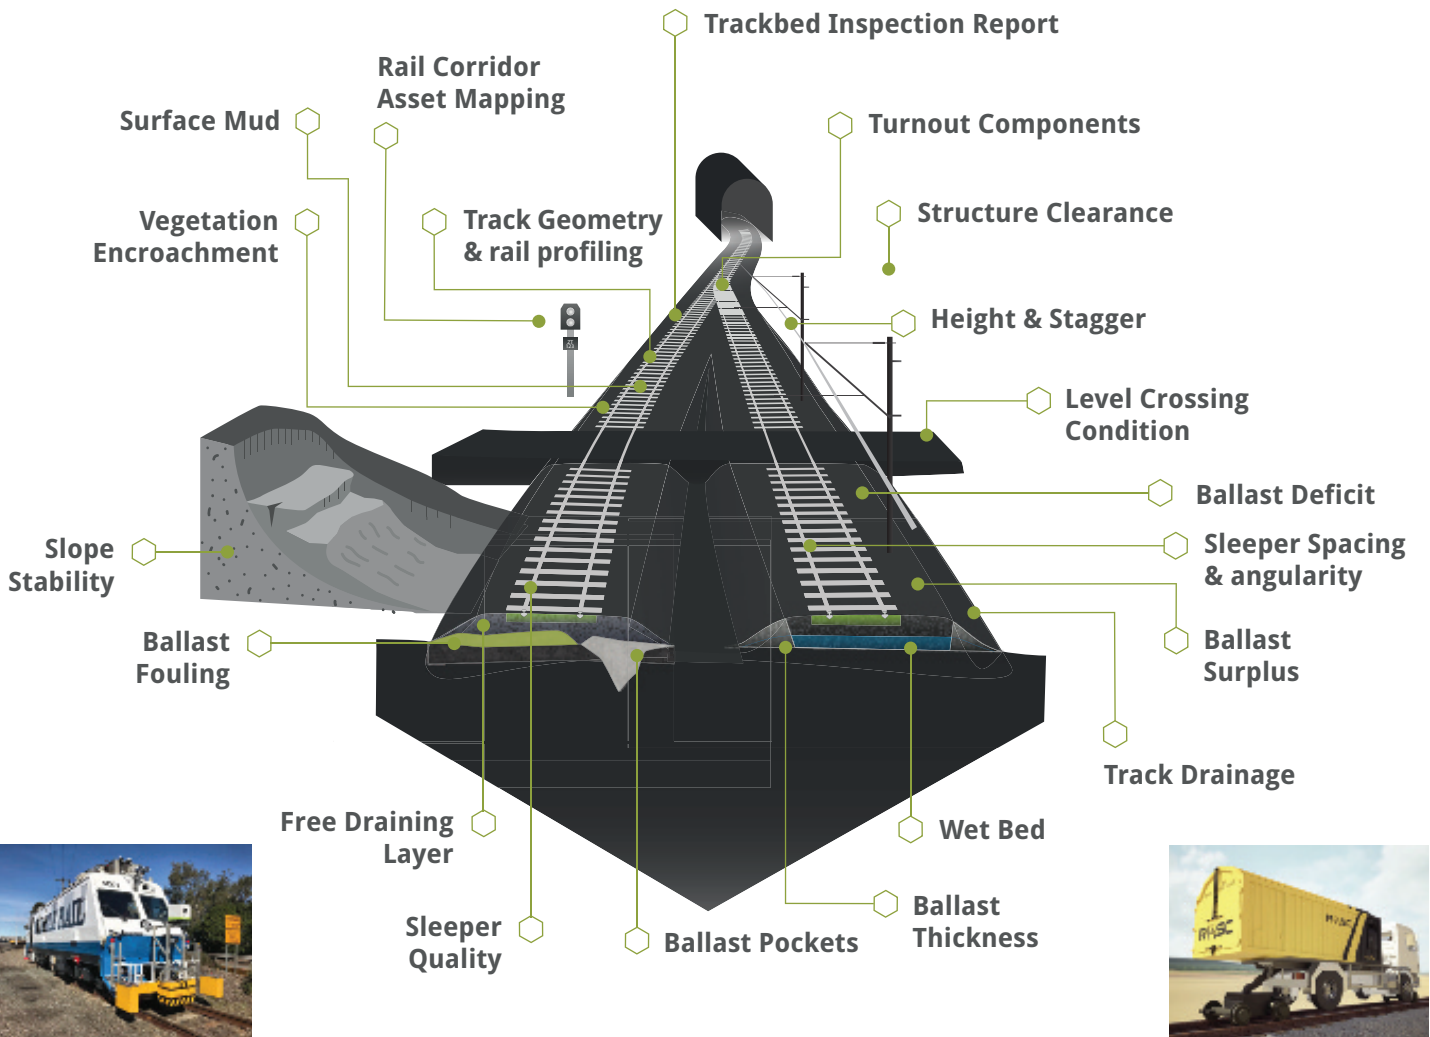 Trackbed Inspection Report
Rail Corridor
Asset Mapping
Surface Mud
Turnout Components
Vegetation
Encroachment
Track Geometry
& rail profiling
Structure Clearance
Height & Stagger
Level Crossing
Condition
Ballast Deficit
Slope
Stability
Sleeper Spacing
& angularity
Ballast
Fouling
Ballast
Surplus
Track Drainage
Free Draining
Layer
Wet Bed
Sleeper
Quality
Ballast Pockets
Ballast
Thickness
RAIL